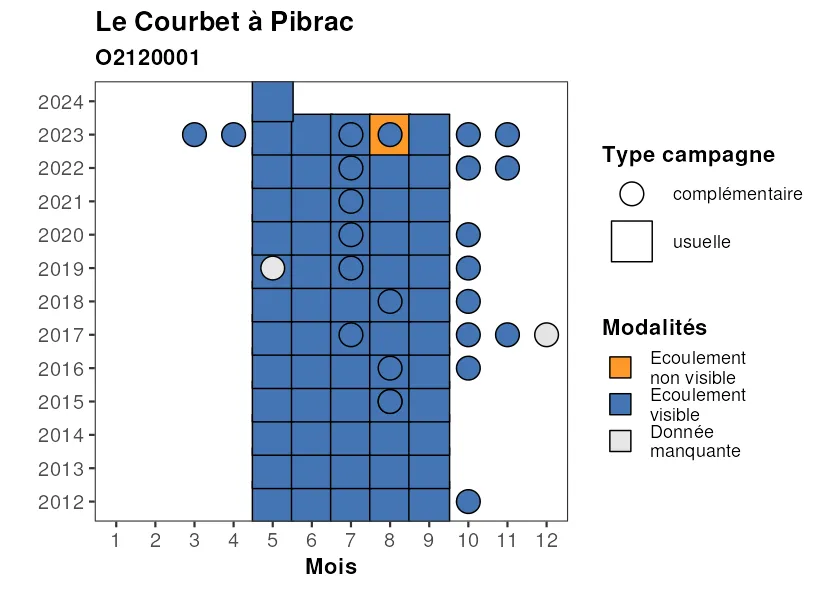 Le Courbet à Pibrac
O2120001
2024
2023
2022
2021
2020
2019
2018
2017
2016
2015
2014
2013
2012
1 2 3 4 5 6 7 8 9 10 11 12
Mois
Type campagne
complémentaire
usuelle
Modalités
Ecoulement
non visible
Ecoulement
visible
Donnée
manquante